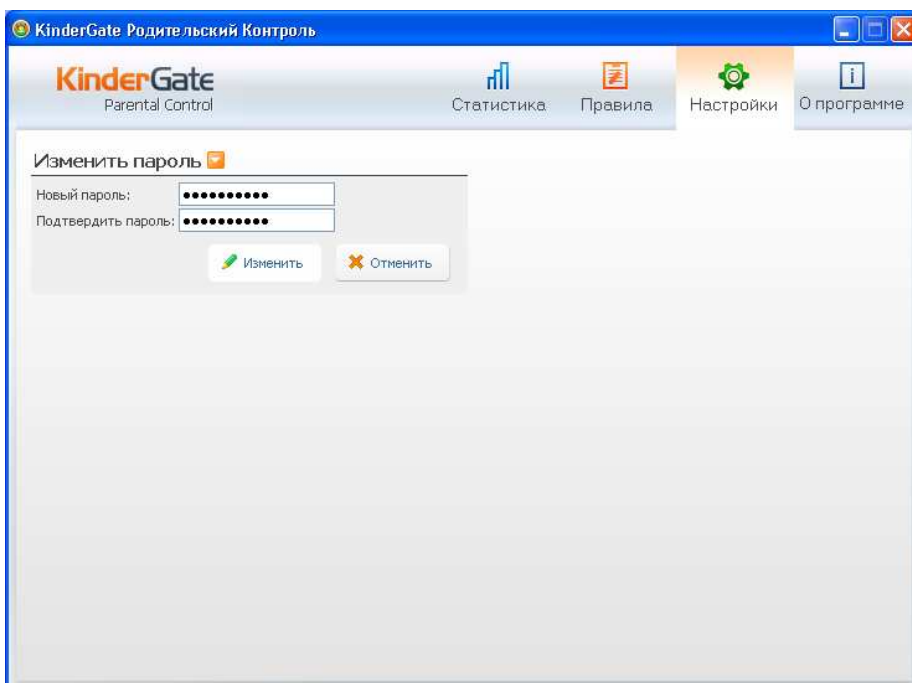 KinderGate Родительский Контроль
KinderGate
Parental Control
Статистика
Правила
Настройки
О программе
Изменить пароль
Новый пароль: ••••••••••
Подтвердить пароль: ••••••••••
Изменить
Отменить